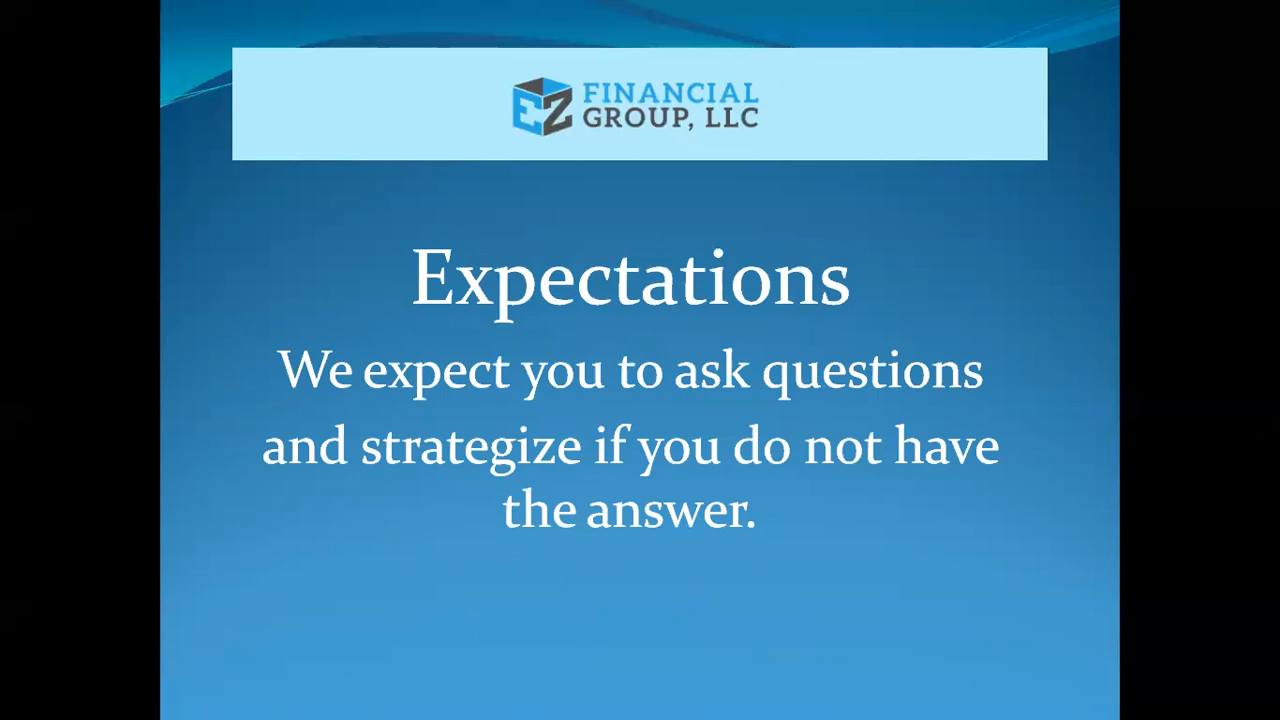 EZ FINANCIAL
GROUP, LLC
Expectations
We expect you to ask questions
and strategize if you do not have
the answer.